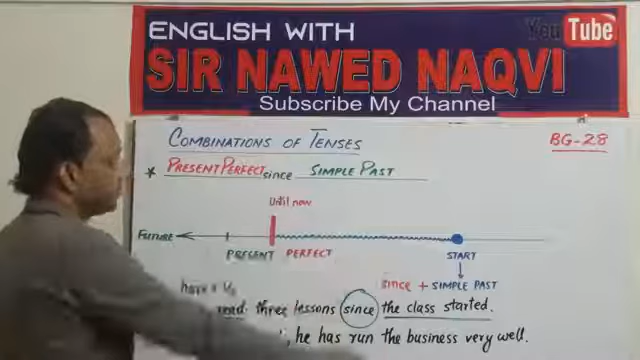 ENGLISH WITH
YouTube
SIR NAWED NAQVI
Subscribe My Channel
COMBINATIONS OF TENSES
BG-28
* PRESENT PERFECT since SIMPLE PAST
Until now
FUTURE
PRESENT PERFECT
START
have + V₃
since + SIMPLE PAST
read three lessons since the class started.
, he has run the business very well.